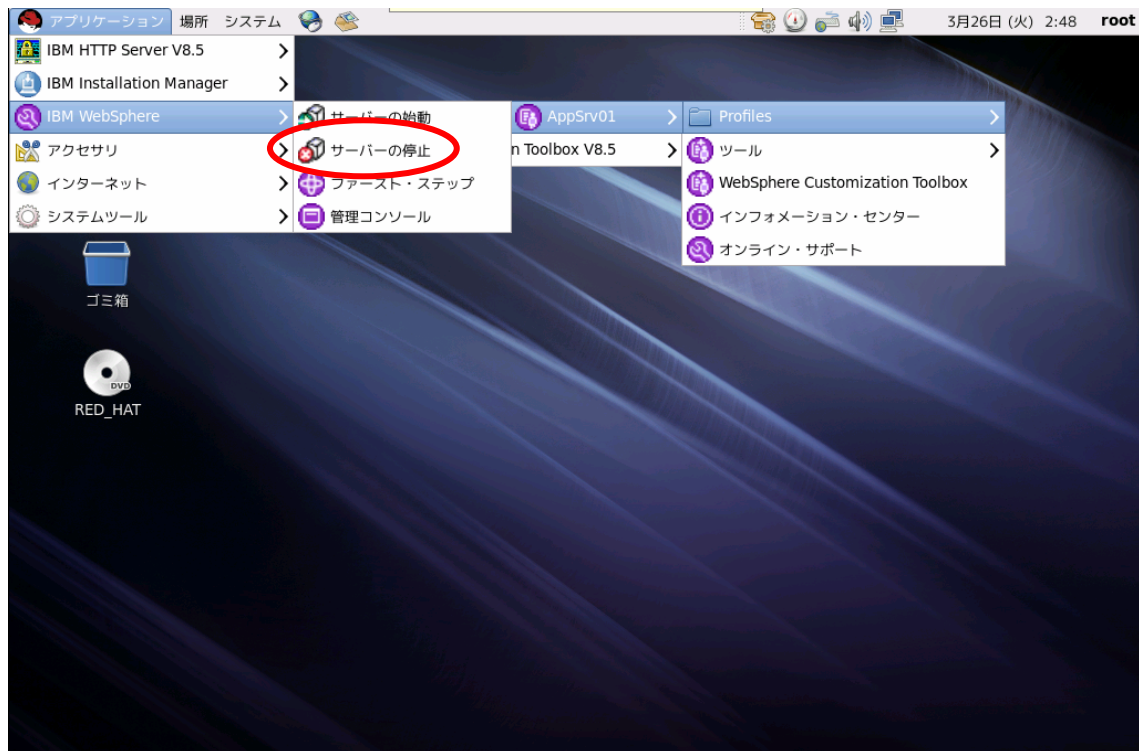 アプリケーション 場所 システム 3月26日 (火) 2:48 root
IBM HTTP Server V8.5
IBM Installation Manager
IBM WebSphere
アクセサリ
インターネット
システムツール
サーバーの始動
サーバーの停止
ファースト・ステップ
管理コンソール
AppSrv01
n Toolbox V8.5
Profiles
ツール
WebSphere Customization Toolbox
インフォメーション・センター
オンライン・サポート
ゴミ箱
DVD
RED_HAT